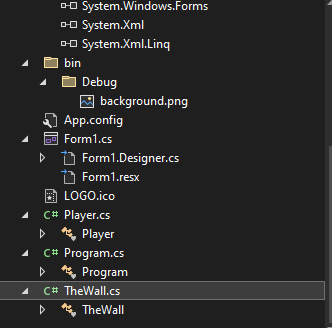 System.Windows.Forms
System.Xml
System.Xml.Linq
bin
Debug
background.png
App.config
Form1.cs
Form1.Designer.cs
Form1.resx
LOGO.ico
C# Player.cs
Player
C# Program.cs
Program
C# TheWall.cs
TheWall